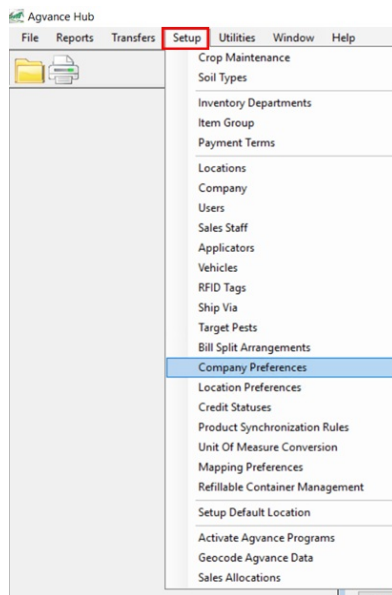 Agvance Hub
File Reports Transfers Setup Utilities Window Help
Crop Maintenance
Soil Types
Inventory Departments
Item Group
Payment Terms
Locations
Company
Users
Sales Staff
Applicators
Vehicles
RFID Tags
Ship Via
Target Pests
Bill Split Arrangements
Company Preferences
Location Preferences
Credit Statuses
Product Synchronization Rules
Unit Of Measure Conversion
Mapping Preferences
Refillable Container Management
Setup Default Location
Activate Agvance Programs
Geocode Agvance Data
Sales Allocations